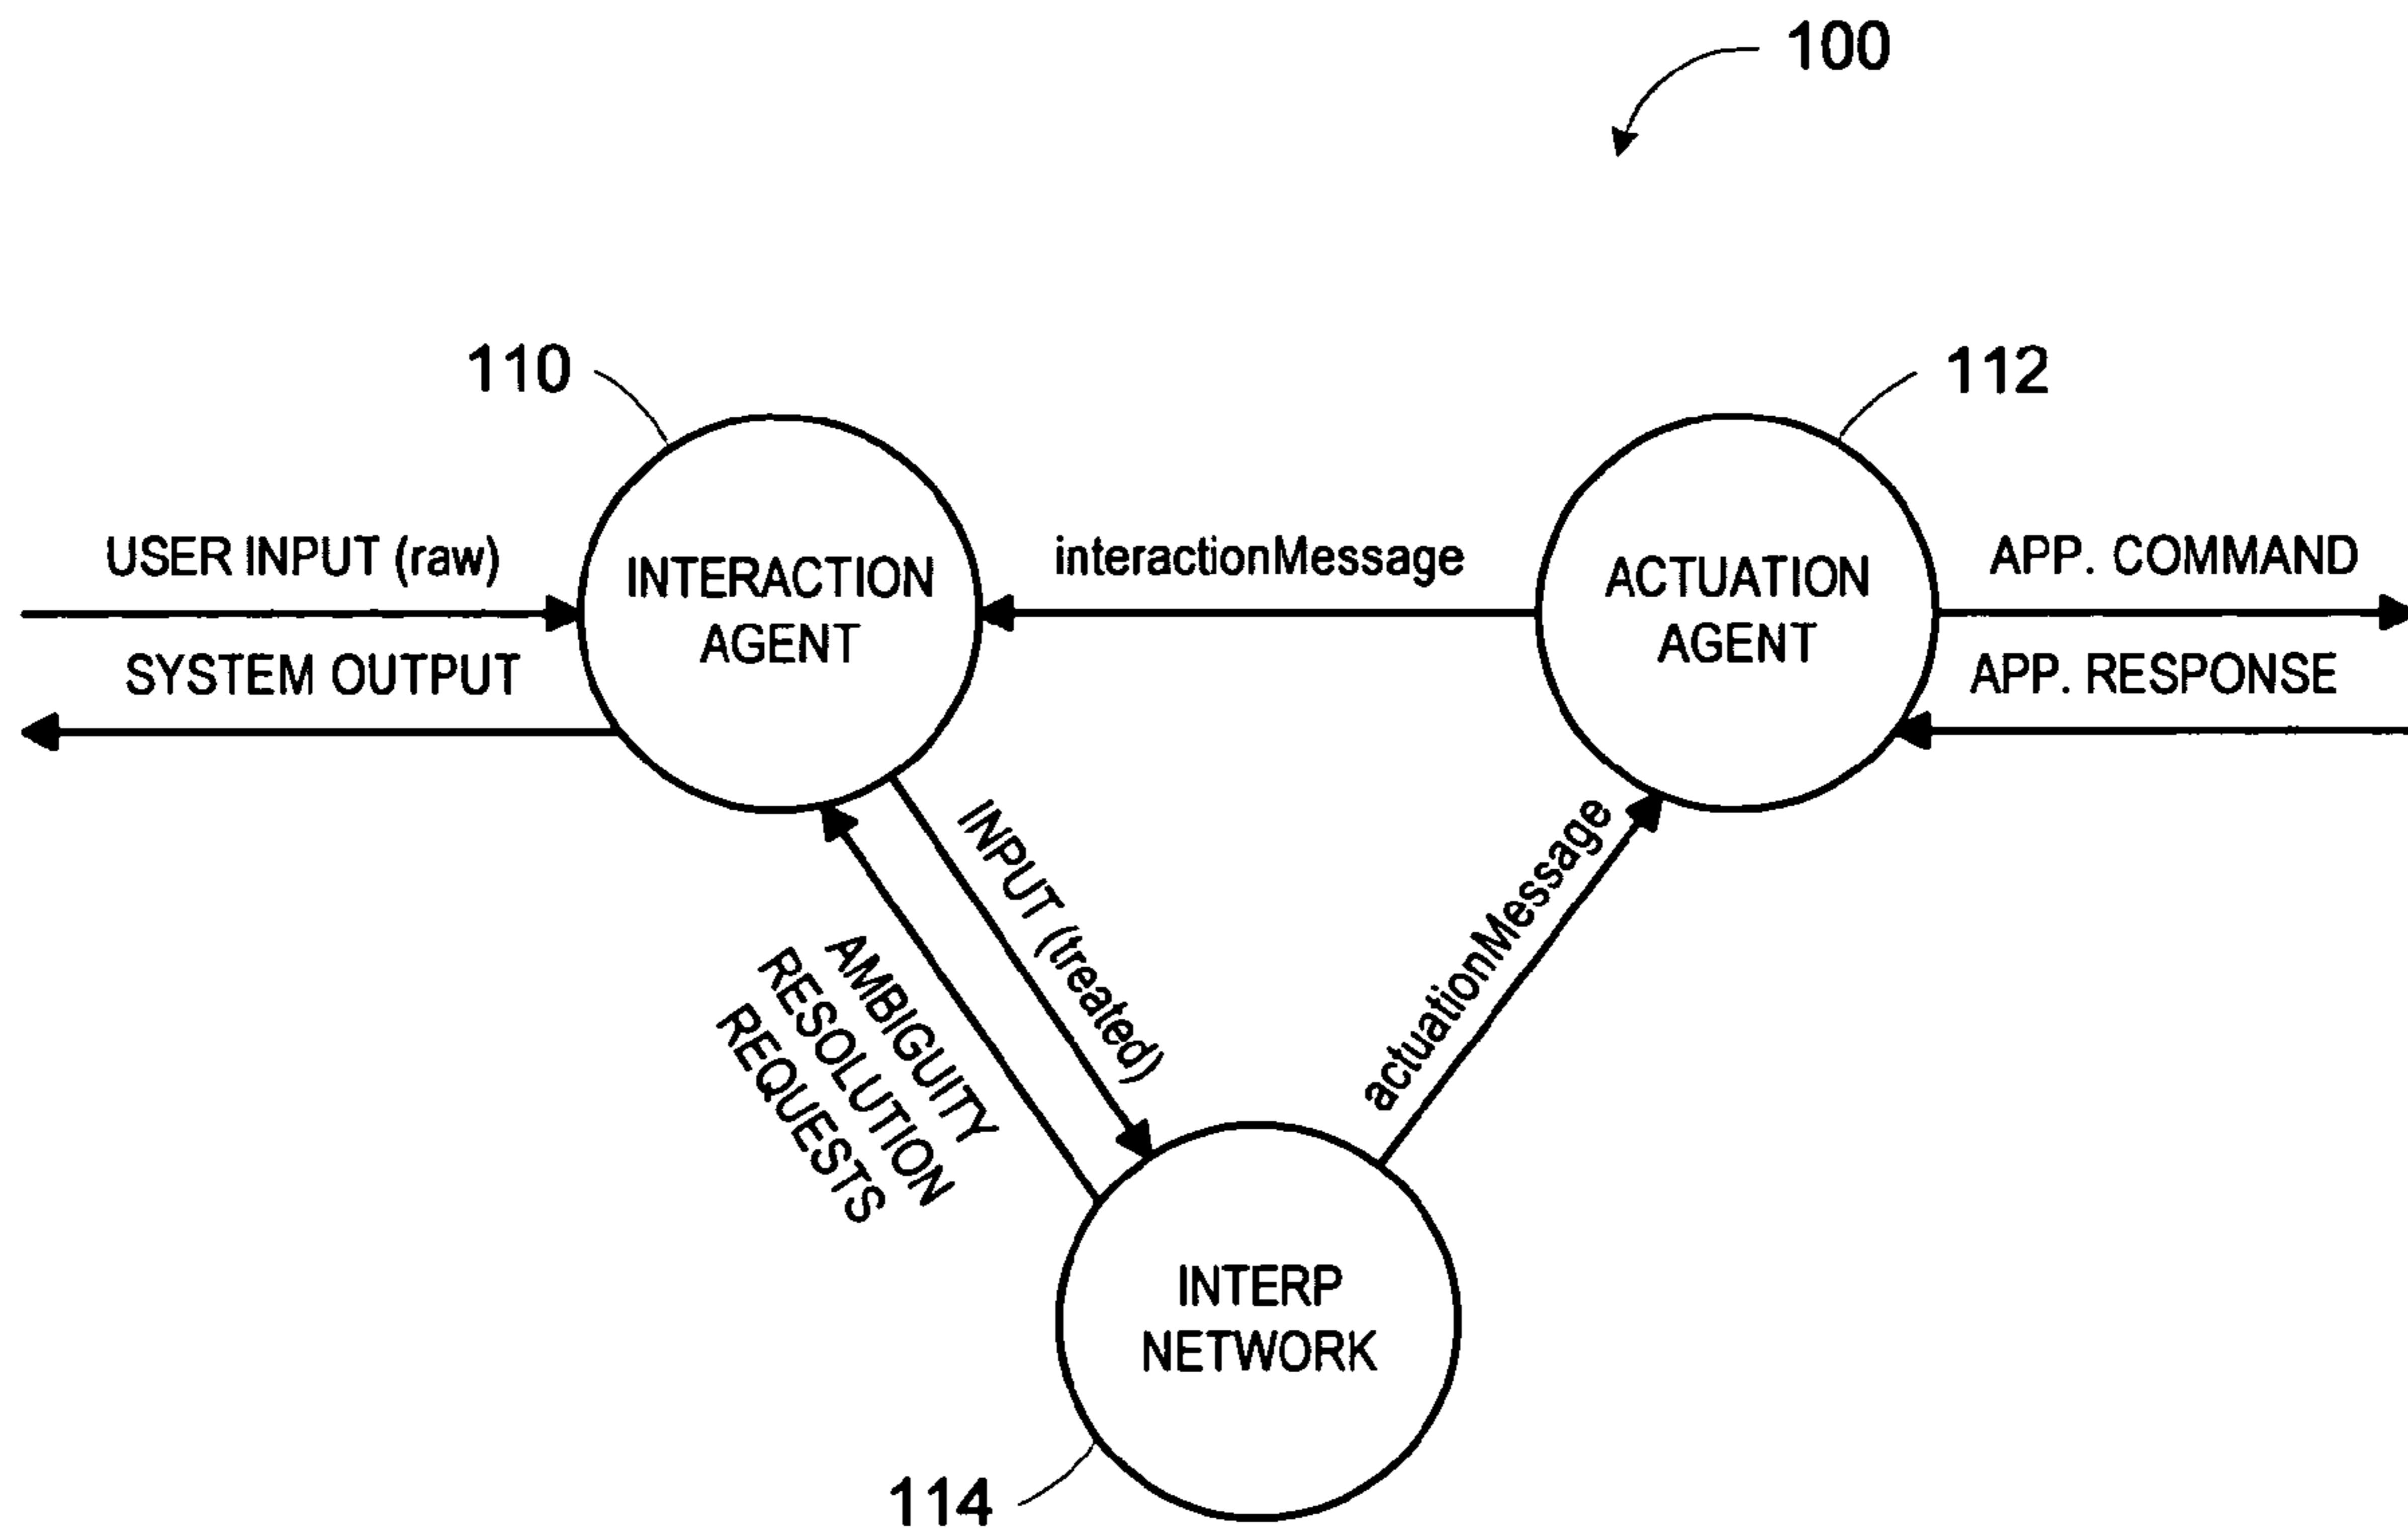 100
110
112
USER INPUT (raw)
INTERACTION
AGENT
interactionMessage
ACTUATION
AGENT
APP. COMMAND
SYSTEM OUTPUT
APP. RESPONSE
INPUT (treated)
AMBIGUITY
RESOLUTION
REQUESTS
actuationMessage
INTERP
NETWORK
114